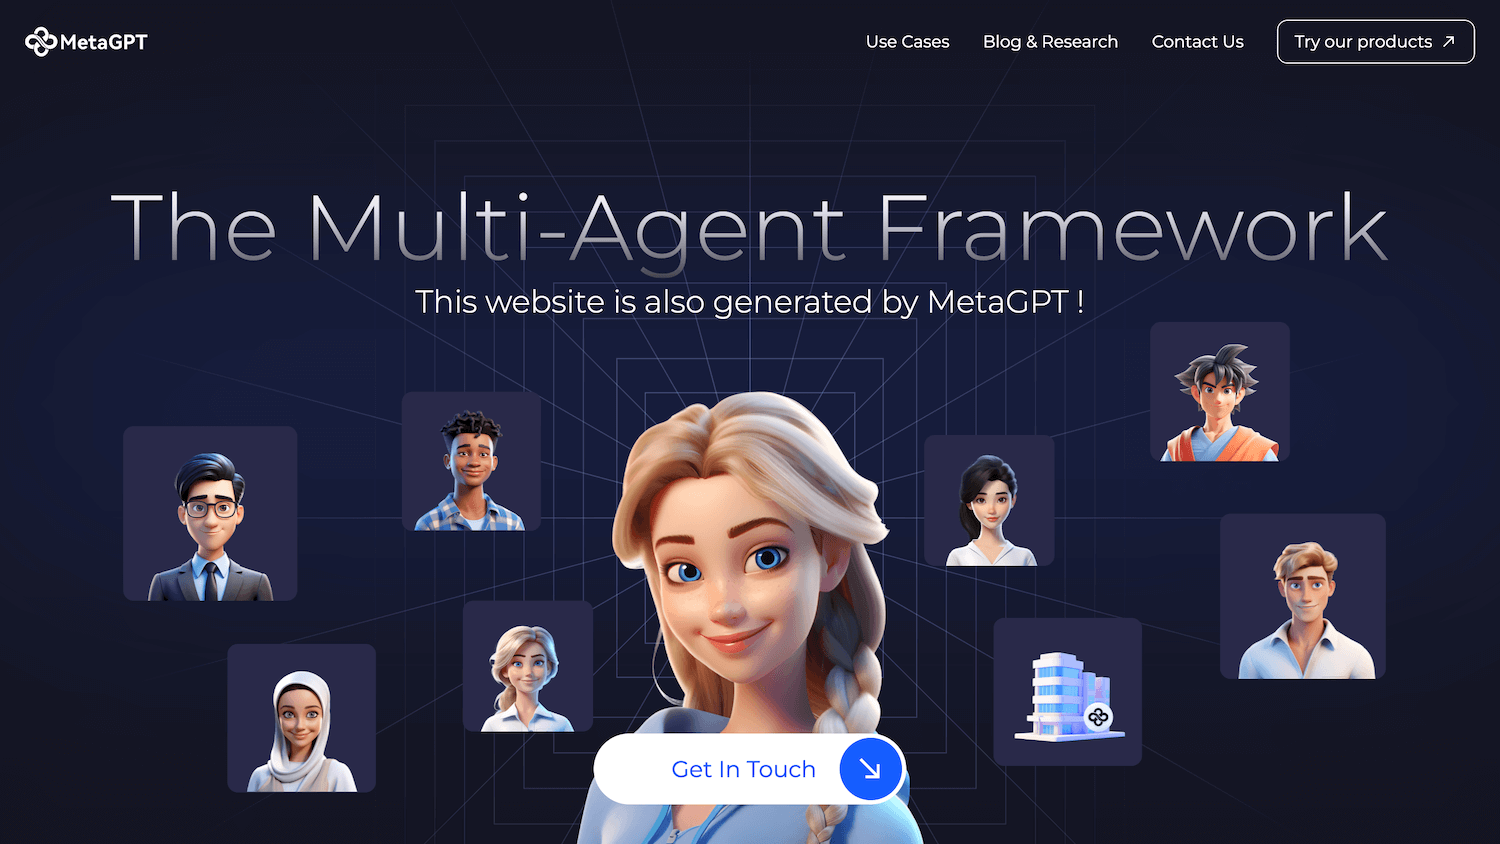 MetaGPT
Use Cases
Blog & Research
Contact Us
Try our products
The Multi-Agent Framework
This website is also generated by MetaGPT !
Get In Touch